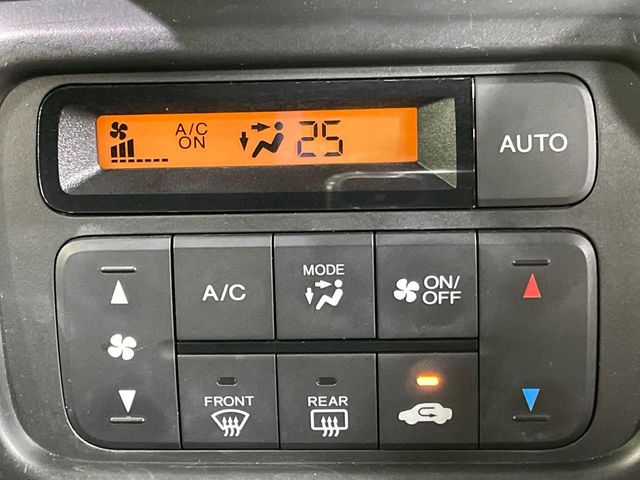 A/C
ON
25
AUTO
A/C
MODE
ON/
OFF
FRONT
REAR